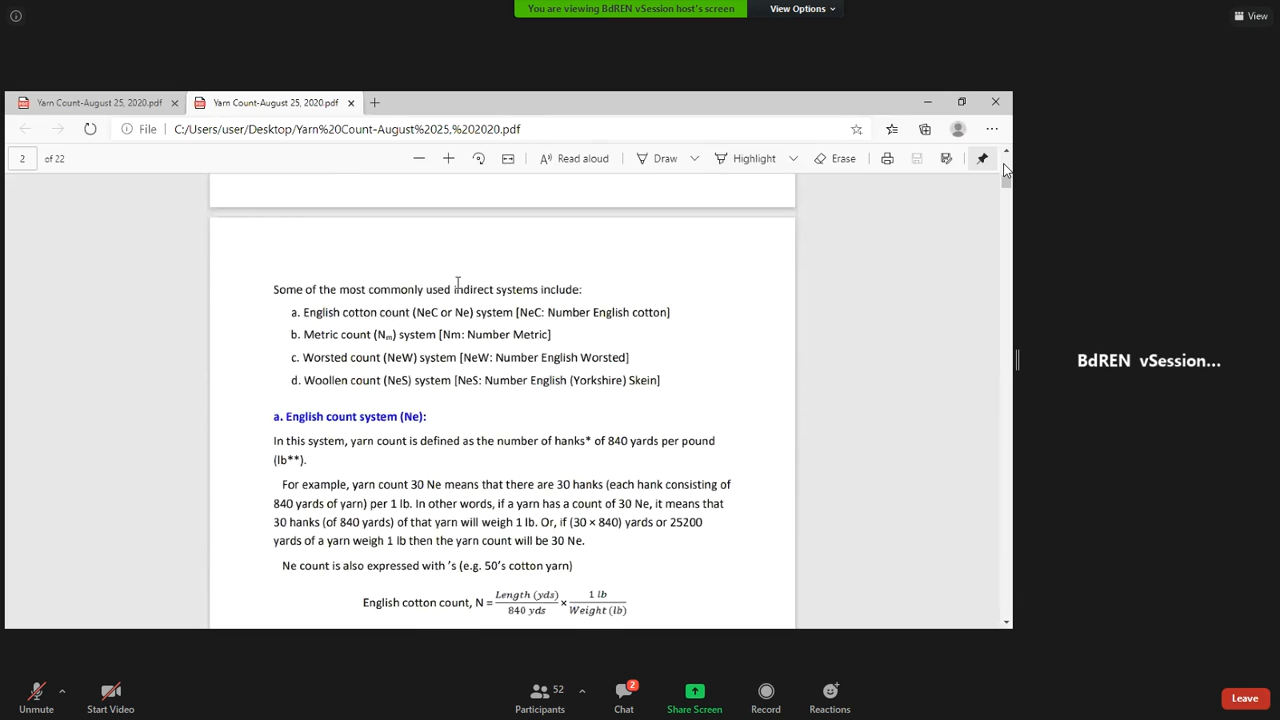 You are viewing BdREN vSession host's screen
View Options
View
Yarn Count-August 25, 2020.pdf
Yarn Count-August 25, 2020.pdf
File
C:/Users/user/Desktop/Yarn%20Count-August%2025,%202020.pdf
2 of 22
Read aloud
Draw
Highlight
Erase
Some of the most commonly used indirect systems include:
a. English cotton count (NeC or Ne) system [NeC: Number English cotton]
b. Metric count (Nm) system [Nm: Number Metric]
c. Worsted count (NeW) system [NeW: Number English Worsted]
d. Woollen count (NeS) system [NeS: Number English (Yorkshire) Skein]
a. English count system (Ne):
In this system, yarn count is defined as the number of hanks* of 840 yards per pound
(lb**).
For example, yarn count 30 Ne means that there are 30 hanks (each hank consisting of
840 yards of yarn) per 1 lb. In other words, if a yarn has a count of 30 Ne, it means that
30 hanks (of 840 yards) of that yarn will weigh 1 lb. Or, if (30 × 840) yards or 25200
yards of a yarn weigh 1 lb then the yarn count will be 30 Ne.
Ne count is also expressed with 's (e.g. 50's cotton yarn)
English cotton count, N = Length (yds) / 840 yds × 1 lb / Weight (lb)
BdREN vSession...
Unmute
Start Video
52
Participants
2
Chat
Share Screen
Record
Reactions
Leave